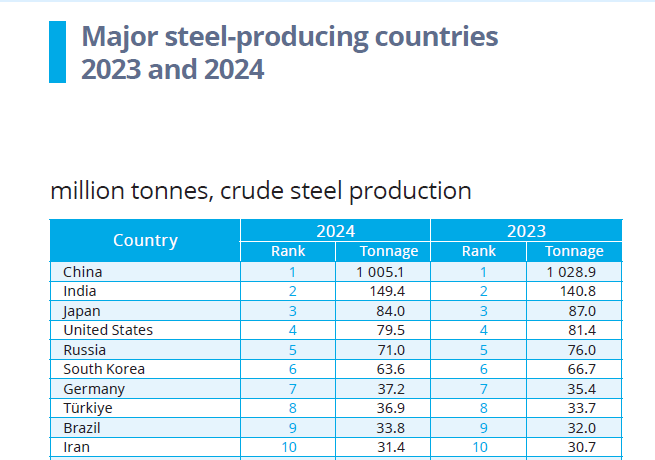 Major steel-producing countries
2023 and 2024
million tonnes, crude steel production
Country 2024 2023
Rank Tonnage Rank Tonnage
China 1 1 005.1 1 1 028.9
India 2 149.4 2 140.8
Japan 3 84.0 3 87.0
United States 4 79.5 4 81.4
Russia 5 71.0 5 76.0
South Korea 6 63.6 6 66.7
Germany 7 37.2 7 35.4
Türkiye 8 36.9 8 33.7
Brazil 9 33.8 9 32.0
Iran 10 31.4 10 30.7